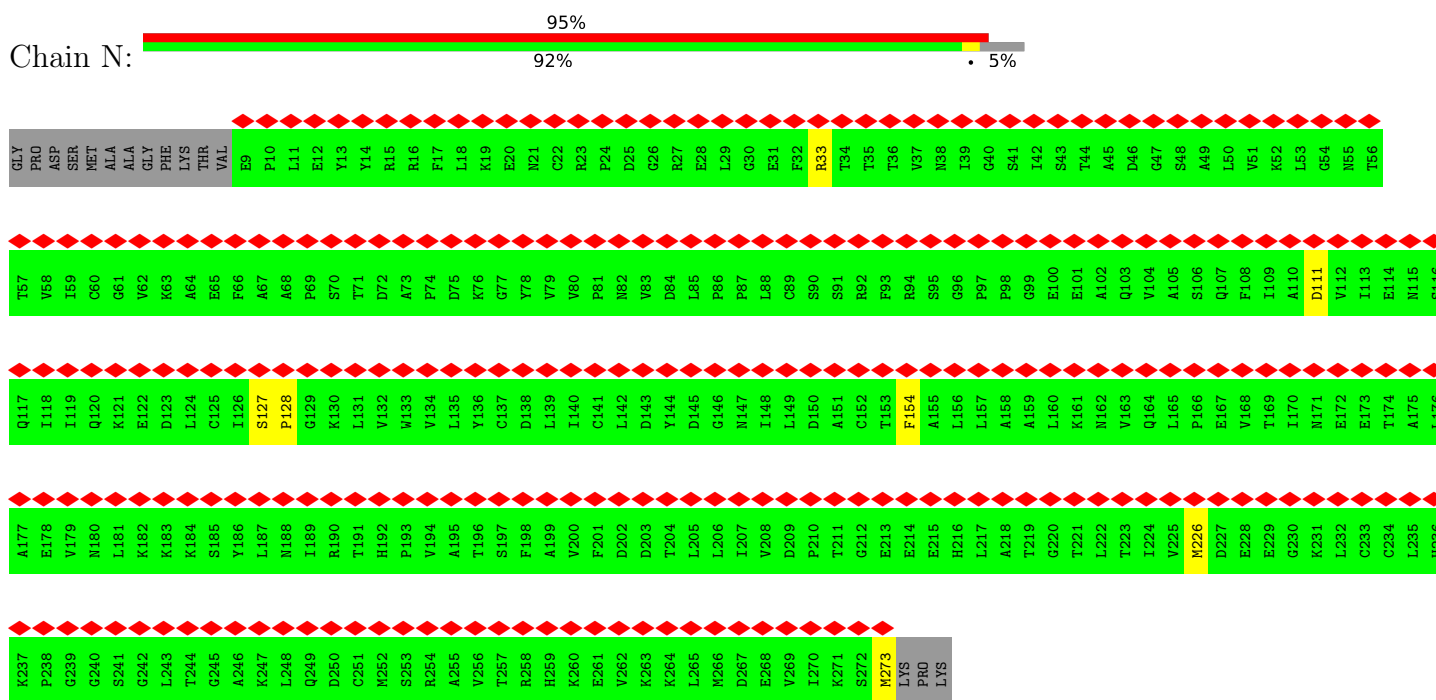 95%
Chain N:
92% • 5%
GLY PRO ASP SER MET ALA ALA GLY PHE LYS THR VAL E9 P10 L11 E12 Y13 Y14 R15 R16 F17 L18 K19 E20 N21 C22 R23 P24 D25 G26 R27 E28 L29 G30 E31 F32 R33 T34 T35 T36 V37 N38 I39 G40 S41 I42 S43 T44 A45 D46 G47 S48 A49 L50 V51 K52 L53 G54 N55 T56
T57 V58 I59 C60 G61 V62 K63 A64 E65 F66 A67 A68 P69 S70 T71 D72 A73 P74 D75 K76 G77 Y78 V79 V80 P81 N82 V83 D84 L85 P86 P87 L88 C89 S90 S91 R92 F93 R94 S95 G96 P97 P98 G99 E100 E101 A102 Q103 V104 A105 S106 Q107 F108 I109 A110 D111 V112 I113 E114 N115 S116
Q117 I118 I119 Q120 K121 E122 D123 L124 C125 I126 S127 P128 G129 K130 L131 V132 W133 V134 L135 Y136 C137 D138 L139 I140 C141 L142 D143 Y144 D145 G146 N147 I148 L149 D150 A151 C152 T153 F154 A155 L156 L157 A158 A159 L160 K161 N162 V163 Q164 L165 P166 E167 V168 T169 I170 N171 E172 E173 T174 A175 L176
A177 E178 V179 N180 L181 K182 K183 K184 S185 Y186 L187 N188 I189 R190 T191 H192 P193 V194 A195 T196 S197 F198 A199 V200 F201 D202 D203 T204 L205 L206 I207 V208 D209 P210 T211 G212 E213 E214 E215 H216 L217 A218 T219 G220 T221 L222 T223 I224 V225 M226 D227 E228 E229 G230 K231 L232 C233 C234 L235 H236
K237 P238 G239 G240 S241 G242 L243 T244 G245 A246 K247 L248 Q249 D250 C251 M252 S253 R254 A255 V256 T257 R258 H259 K260 E261 V262 K263 K264 L265 M266 D267 E268 V269 I270 K271 S272 M273 LYS PRO LYS